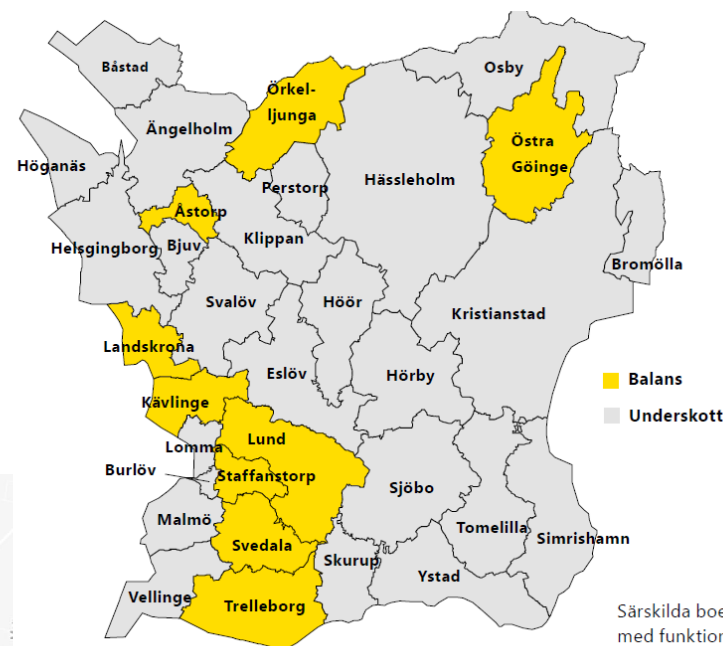 Båstad
Osby
Örkel-
ljunga
Ängelholm
Östra
Göinge
Höganäs
Perstorp
Hässleholm
Åstorp
Klippan
Helsgingborg
Bjuv
Bromölla
Svalöv
Höör
Kristianstad
Landskrona
Eslöv
Hörby
Balans
Kävlinge
Underskott
Lund
Lomma
Burlöv
Staffanstorp
Sjöbo
Malmö
Tomelilla
Simrishamn
Svedala
Skurup
Ystad
Vellinge
Trelleborg
Särskilda boe
med funktion